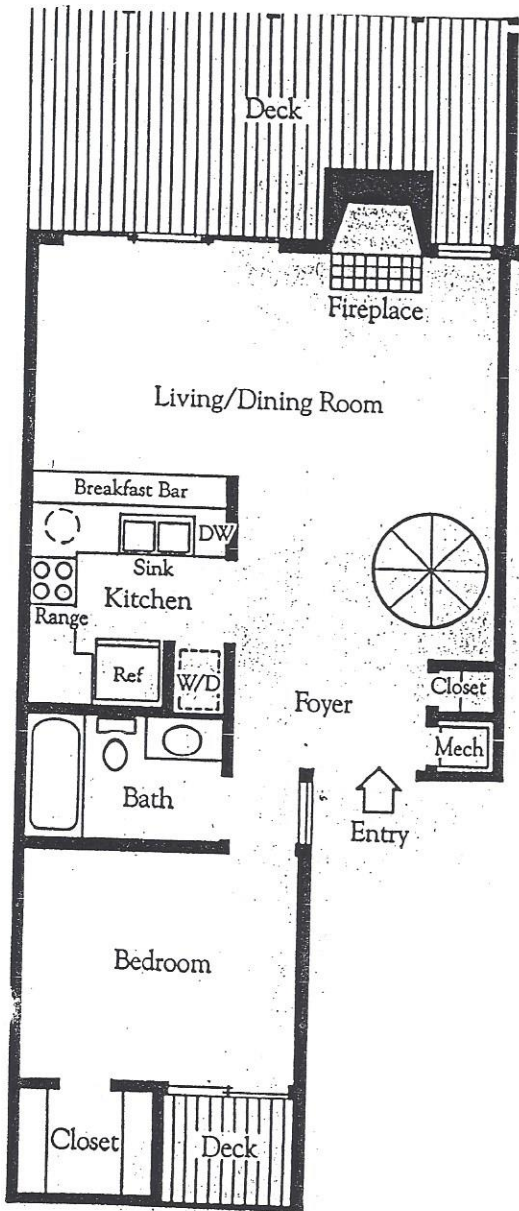 Deck
Fireplace
Living/Dining Room
Breakfast Bar
DW
Sink
Kitchen
Range
Ref
W/D
Foyer
Closet
Mech
Bath
Entry
Bedroom
Closet
Deck